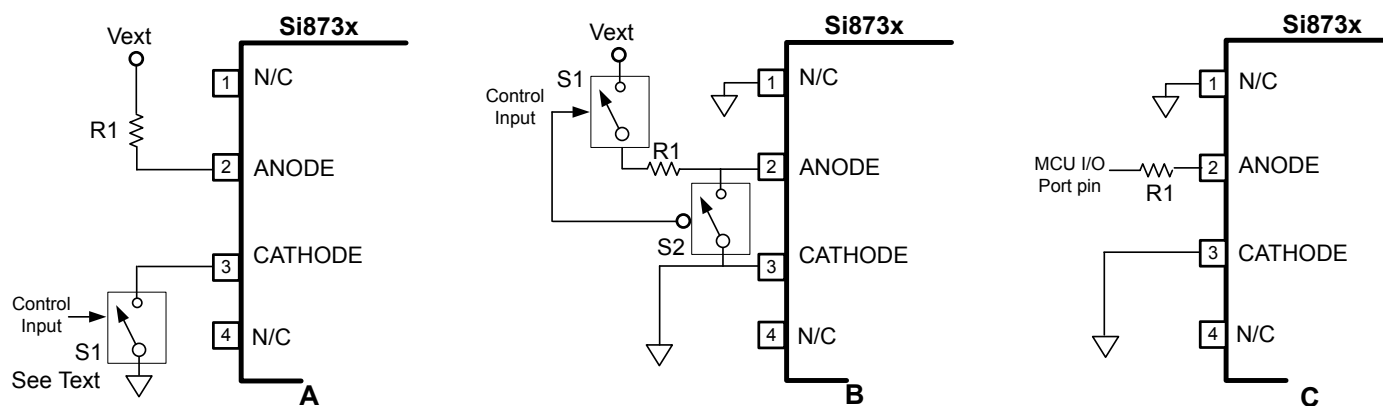 Si873x
Vext
1
N/C
R1
2
ANODE
3
CATHODE
Control
Input
4
N/C
S1
See Text
A
Si873x
Vext
S1
1
N/C
Control
Input
R1
2
ANODE
S2
3
CATHODE
4
N/C
B
Si873x
1
N/C
MCU I/O
Port pin
R1
2
ANODE
3
CATHODE
4
N/C
C